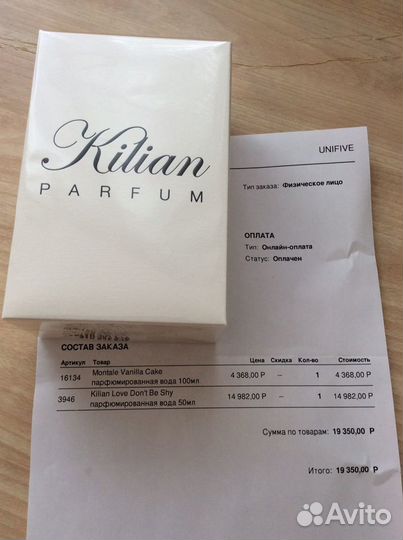 Kilian
PARFUM
UNIFIVE
Тип заказа: Физическое лицо
ОПЛАТА
Тип: Онлайн-оплата
Статус: Оплачен
СОСТАВ ЗАКАЗА
Артикул Товар Цена Скидка Кол-во Стоимость
16134 Montale Vanilla Cake парфюмированная вода 100мл 4 368,00 Р – 1 4 368,00 Р
3946 Kilian Love Don't Be Shy парфюмированная вода 50мл 14 982,00 Р – 1 14 982,00 Р
Сумма по товарам: 19 350,00 Р
Итого: 19 350,00 Р
Avito